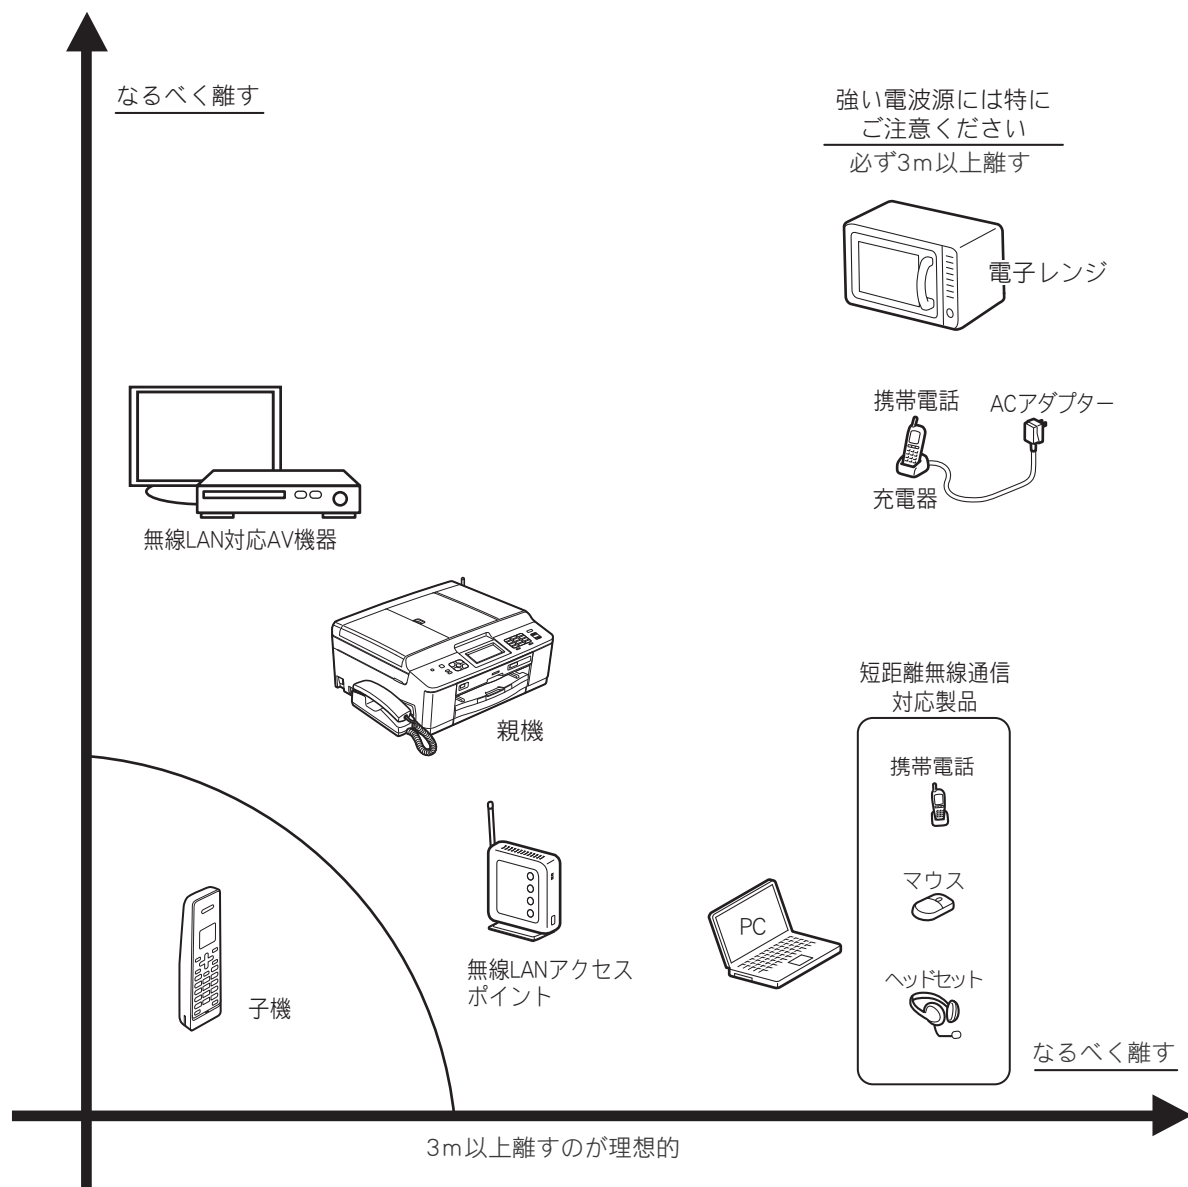 なるべく離す
強い電波源には特に
ご注意ください
必ず3m以上離す
電子レンジ
携帯電話
ACアダプター
充電器
無線LAN対応AV機器
親機
短距離無線通信
対応製品
携帯電話
マウス
PC
ヘッドセット
無線LANアクセス
ポイント
子機
なるべく離す
3m以上離すのが理想的